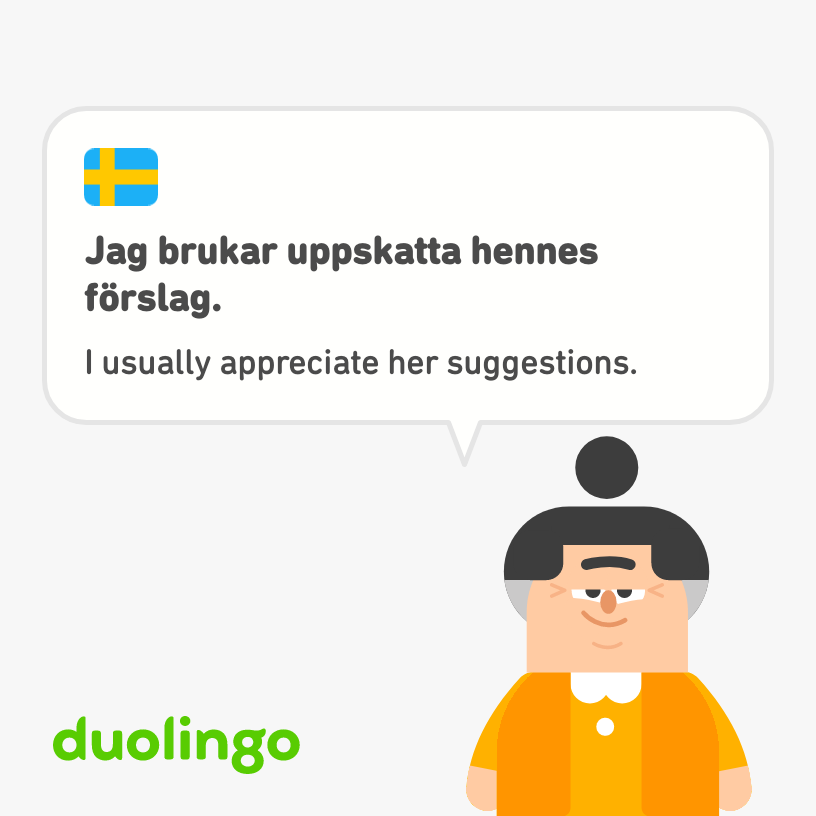 Jag brukar uppskatta hennes
förslag.
I usually appreciate her suggestions.
duolingo